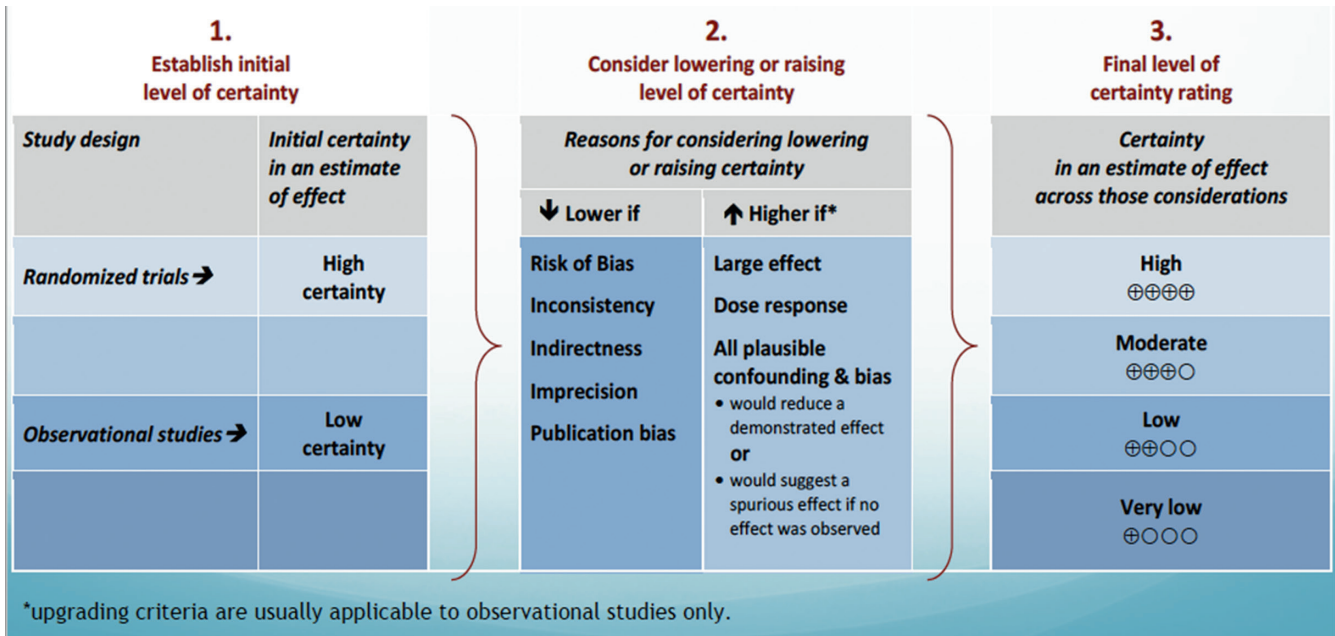 1.
Establish initial
level of certainty
2.
Consider lowering or raising
level of certainty
3.
Final level of
certainty rating
Study design
Initial certainty
in an estimate
of effect
Reasons for considering lowering
or raising certainty
🡻 Lower if
🡹 Higher if*
Certainty
in an estimate of effect
across those considerations
Randomized trials ➔
High
certainty
Observational studies ➔
Low
certainty
Risk of Bias
Inconsistency
Indirectness
Imprecision
Publication bias
Large effect
Dose response
All plausible
confounding & bias
• would reduce a
demonstrated effect
or
• would suggest a
spurious effect if no
effect was observed
High
⊕⊕⊕⊕
Moderate
⊕⊕⊕○
Low
⊕⊕○○
Very low
⊕○○○
*upgrading criteria are usually applicable to observational studies only.